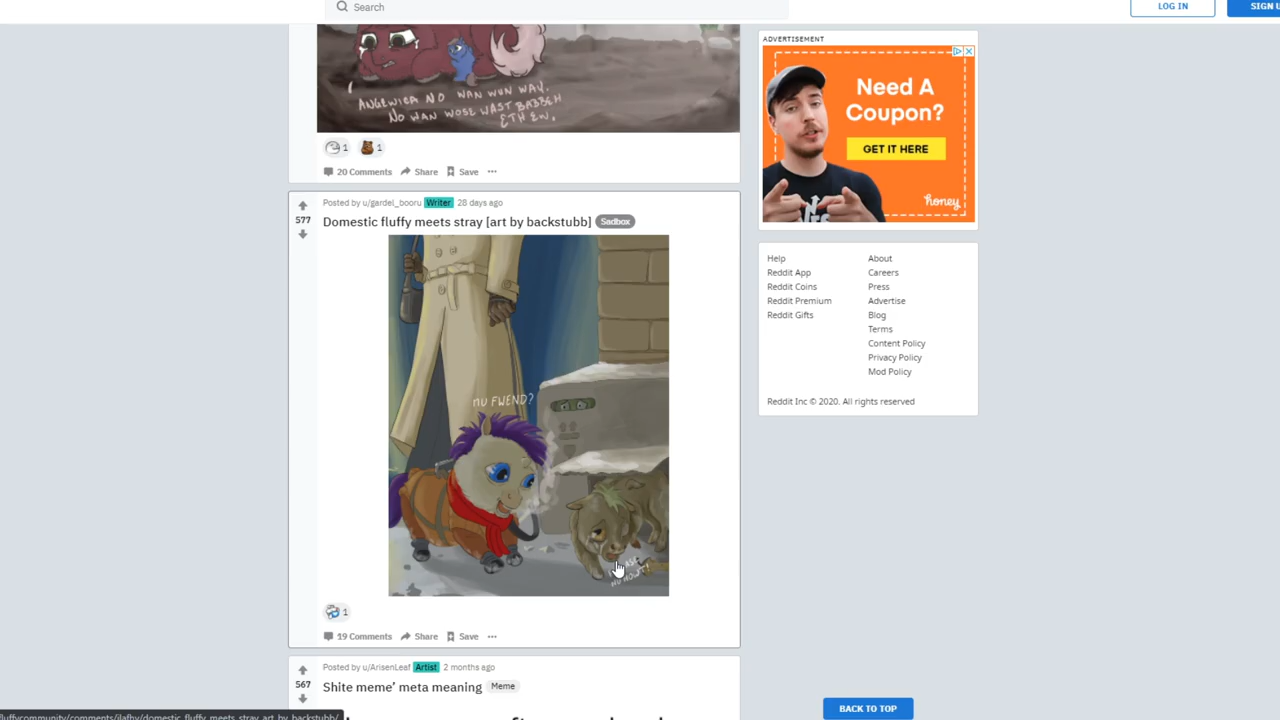 Search
LOG IN
SIGN U
ANGEWICA NO WAN WUN WAY.
NO WAN WOSE WAST BABBEH
1
1
20 Comments
Share
Save
Posted by u/gardel_booru Writer 28 days ago
577
Domestic fluffy meets stray [art by backstubb] Sadbox
nu FWEND?
1
19 Comments
Share
Save
Posted by u/ArisenLeaf Artist 2 months ago
567
Shite meme’ meta meaning Meme
ADVERTISEMENT
Need A
Coupon?
GET IT HERE
honey
Help
About
Reddit App
Careers
Reddit Coins
Press
Reddit Premium
Advertise
Reddit Gifts
Blog
Terms
Content Policy
Privacy Policy
Mod Policy
Reddit Inc © 2020. All rights reserved
BACK TO TOP